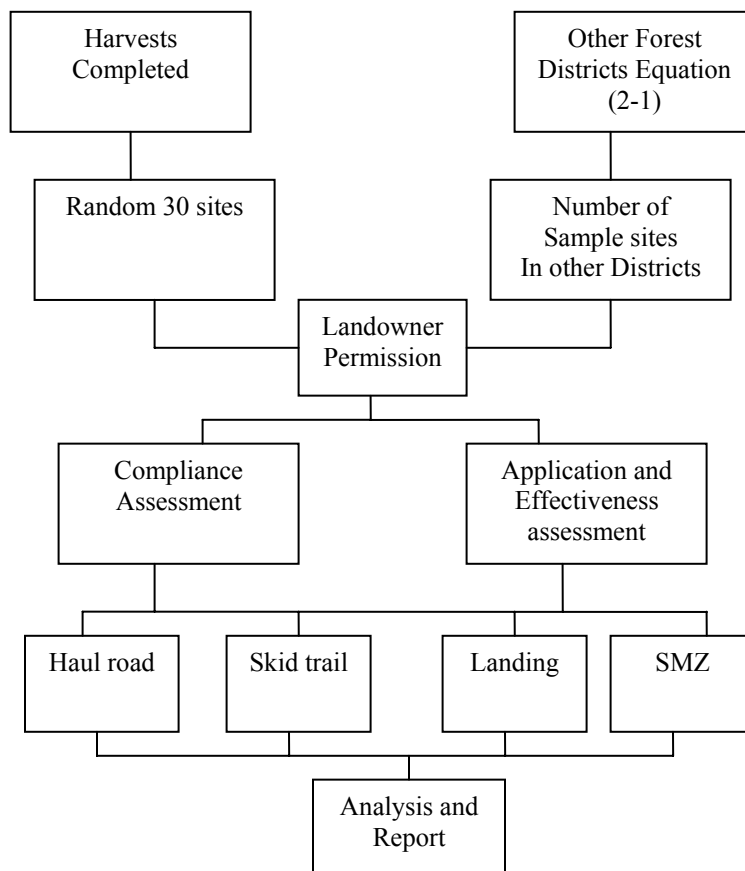 Harvests
Completed
Other Forest
Districts Equation
(2-1)
Random 30 sites
Number of
Sample sites
In other Districts
Landowner
Permission
Compliance
Assessment
Application and
Effectiveness
assessment
Haul road
Skid trail
Landing
SMZ
Analysis and
Report